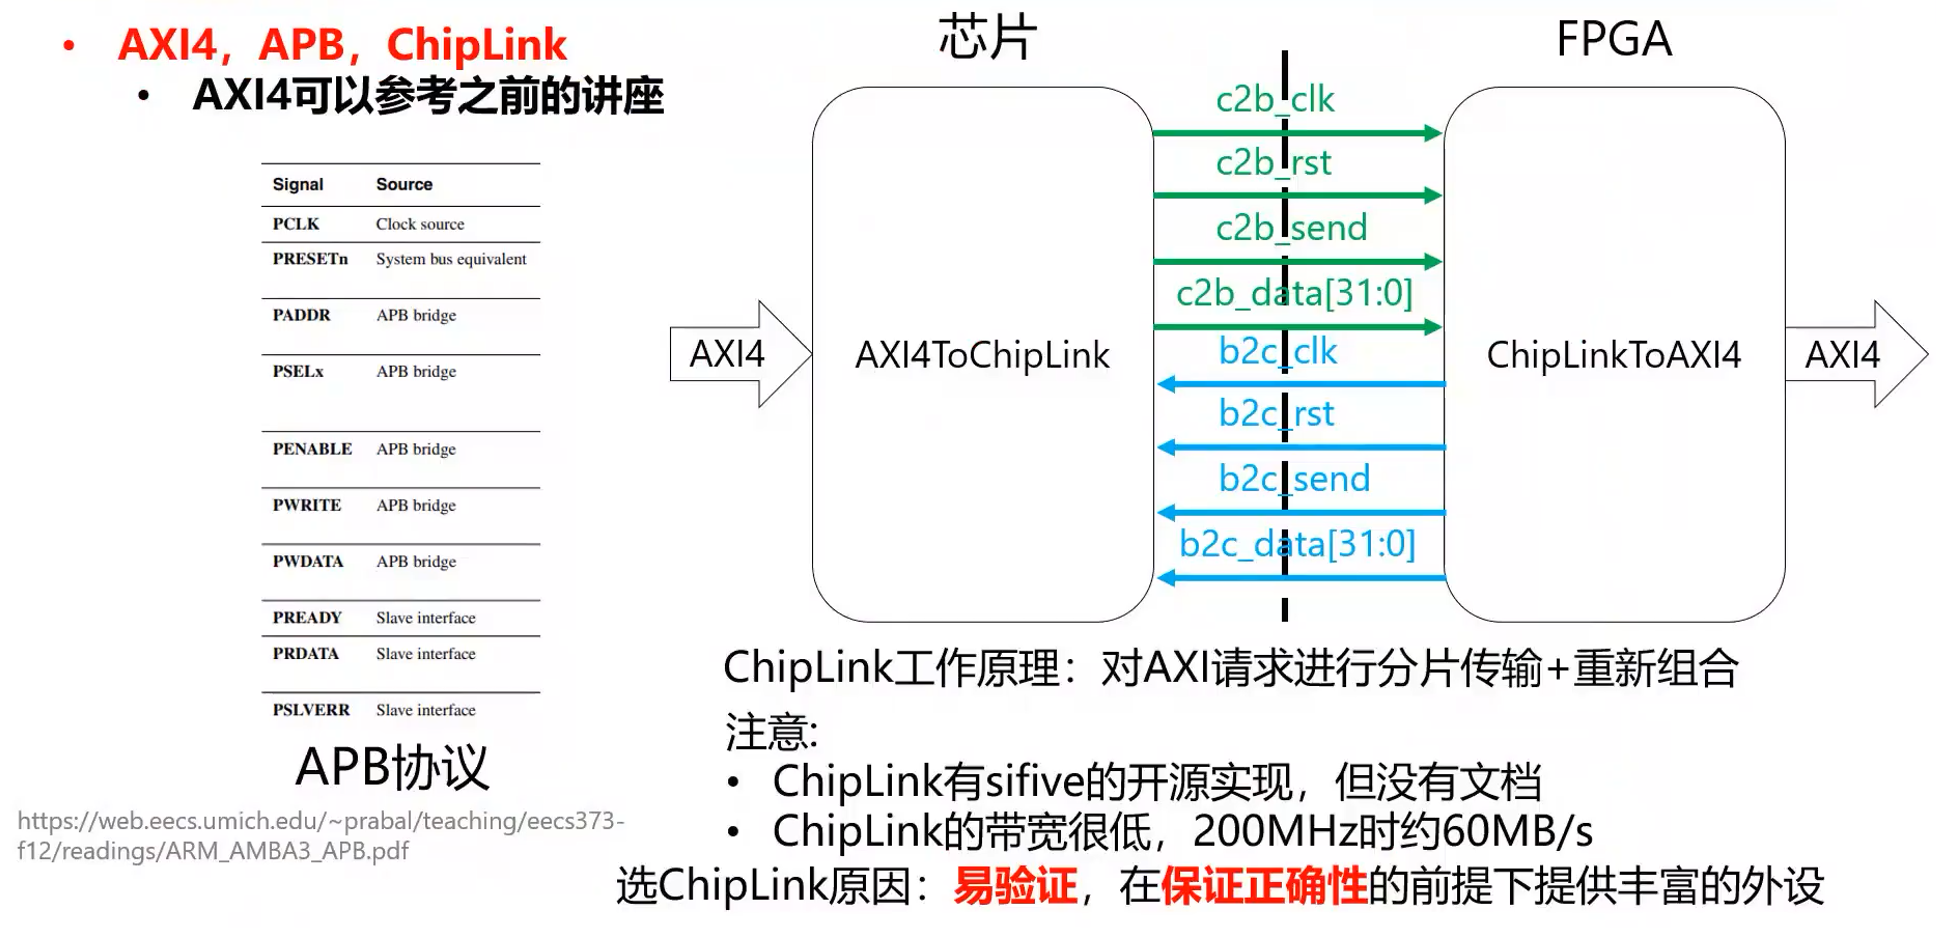 • AXI4，APB，ChipLink
• AXI4可以参考之前的讲座
Signal Source
PCLK Clock source
PRESETn System bus equivalent
PADDR APB bridge
PSELx APB bridge
PENABLE APB bridge
PWRITE APB bridge
PWDATA APB bridge
PREADY Slave interface
PRDATA Slave interface
PSLVERR Slave interface
APB协议
https://web.eecs.umich.edu/~prabal/teaching/eecs373-
f12/readings/ARM_AMBA3_APB.pdf
芯片
FPGA
AXI4
AXI4ToChipLink
c2b_clk
c2b_rst
c2b_send
c2b_data[31:0]
b2c_clk
b2c_rst
b2c_send
b2c_data[31:0]
ChipLinkToAXI4
AXI4
ChipLink工作原理：对AXI请求进行分片传输+重新组合
注意:
• ChipLink有sifive的开源实现，但没有文档
• ChipLink的带宽很低，200MHz时约60MB/s
选ChipLink原因：易验证，在保证正确性的前提下提供丰富的外设